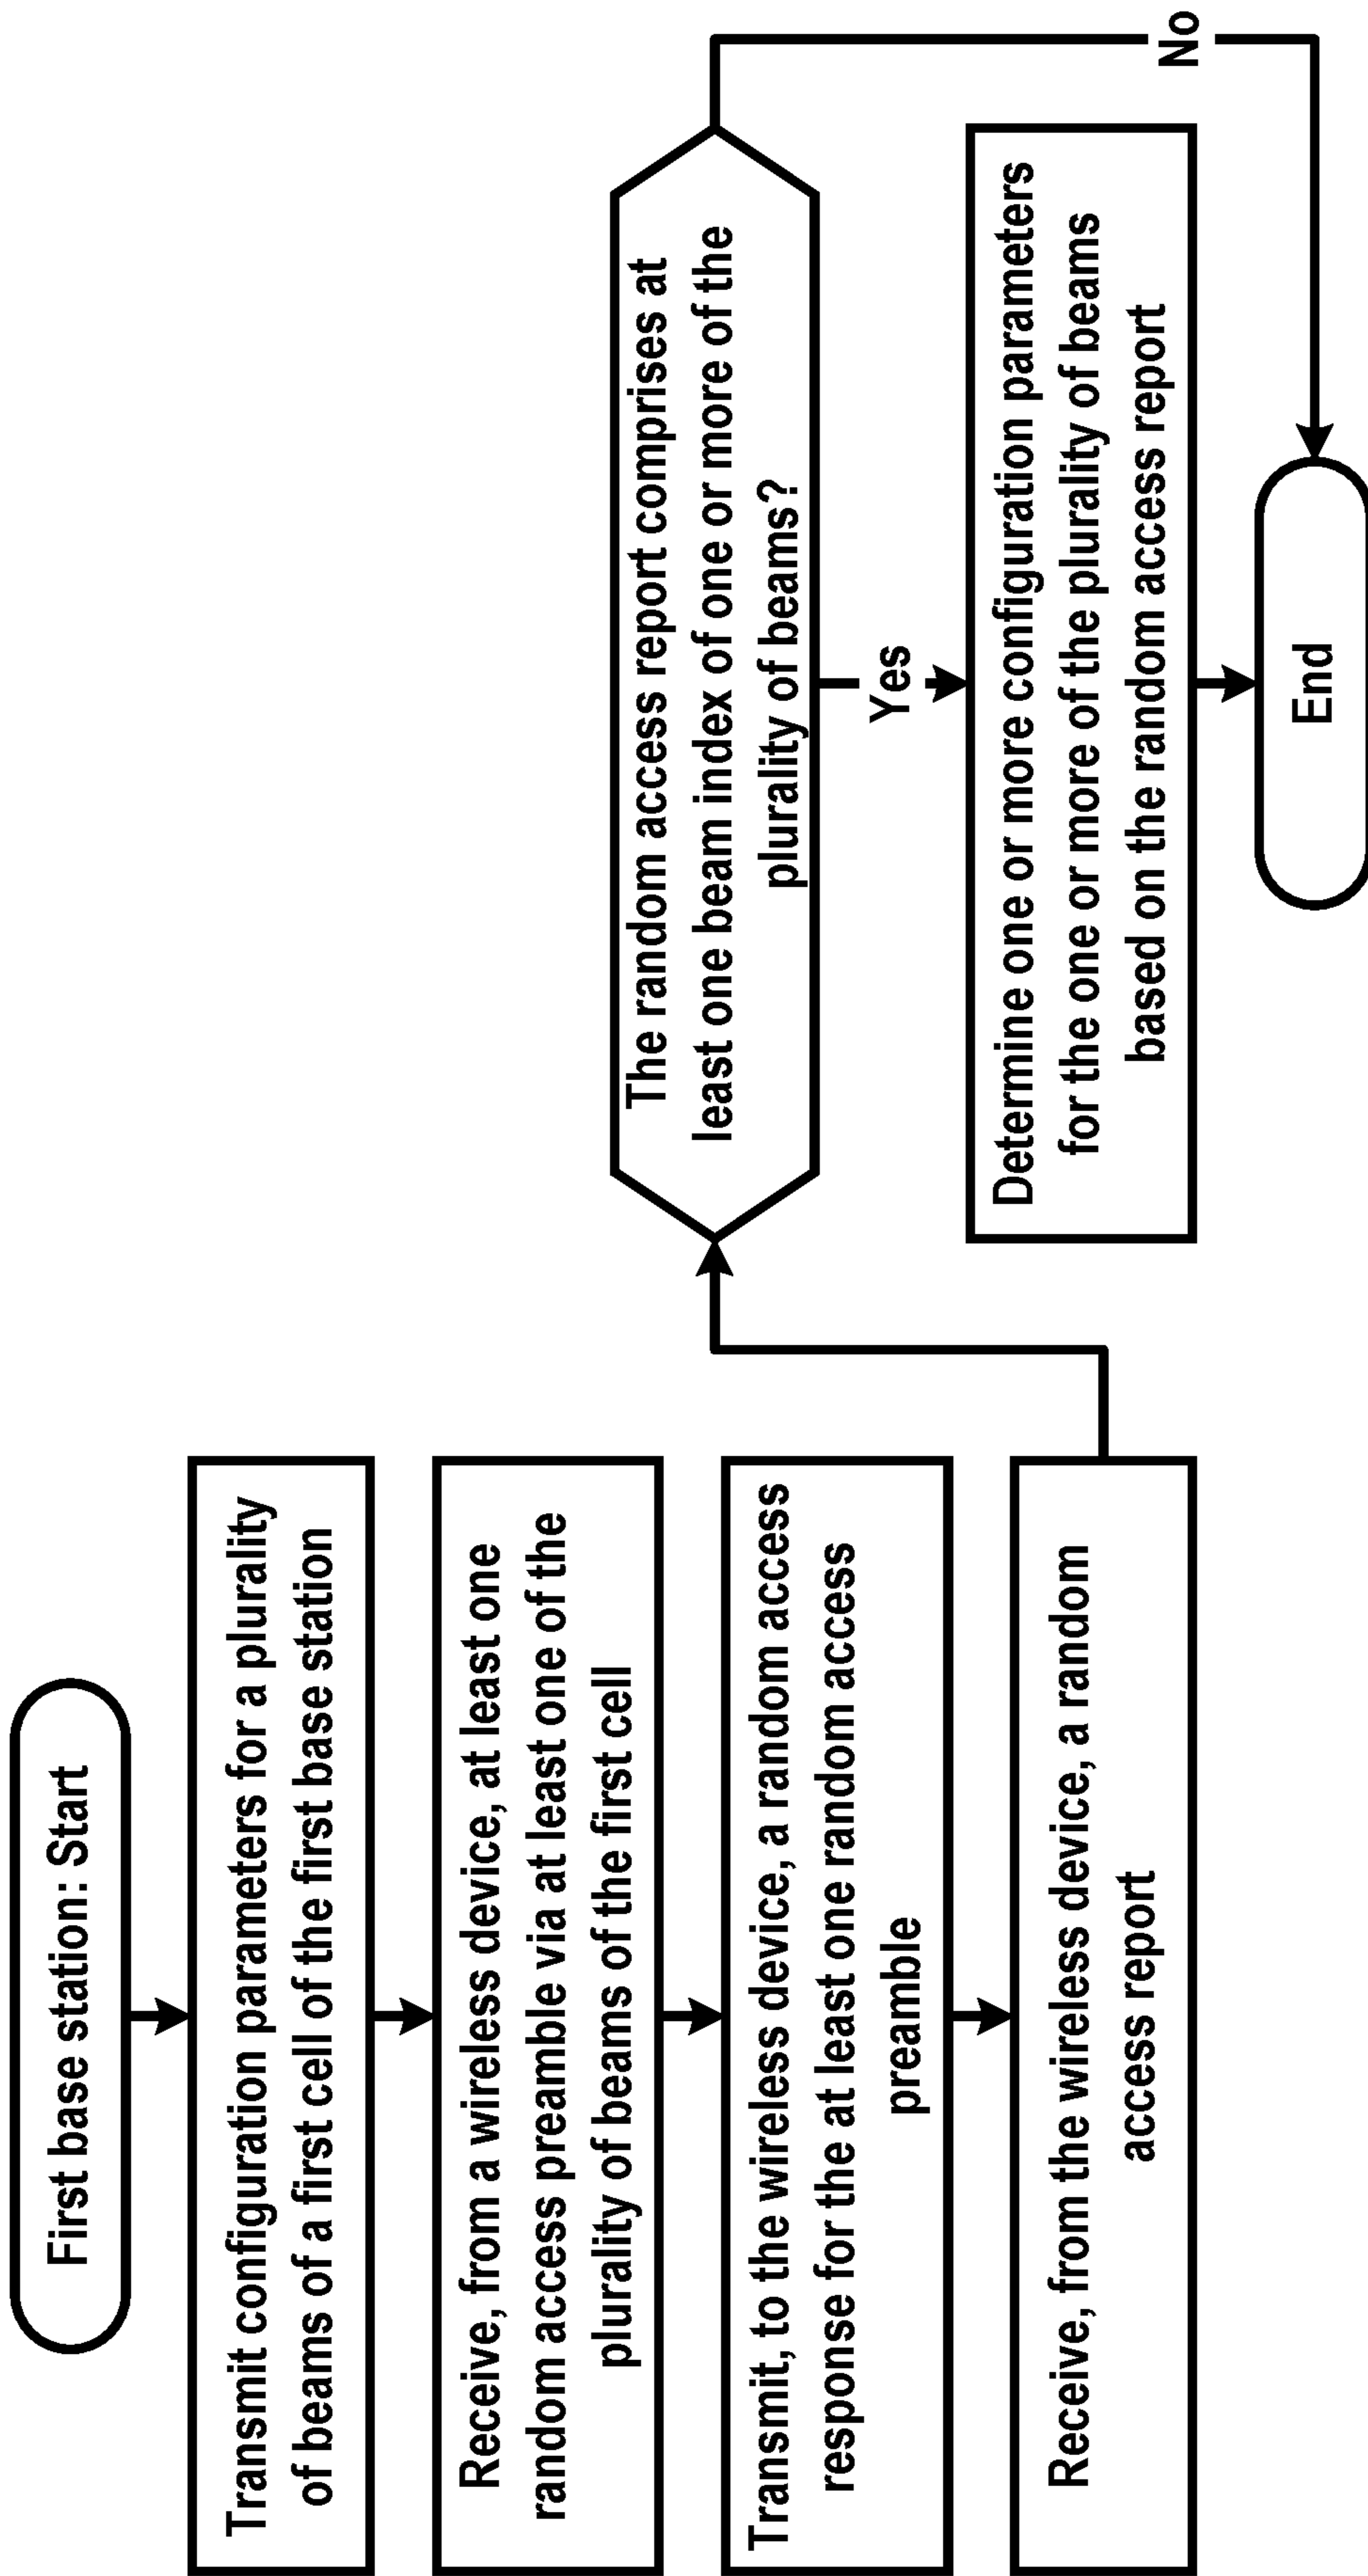 First base station: Start
Transmit configuration parameters for a plurality
of beams of a first cell of the first base station
Receive, from a wireless device, at least one
random access preamble via at least one of the
plurality of beams of the first cell
Transmit, to the wireless device, a random access
response for the at least one random access
preamble
Receive, from the wireless device, a random
access report
The random access report comprises at
least one beam index of one or more of the
plurality of beams?
Yes
No
Determine one or more configuration parameters
for the one or more of the plurality of beams
based on the random access report
End